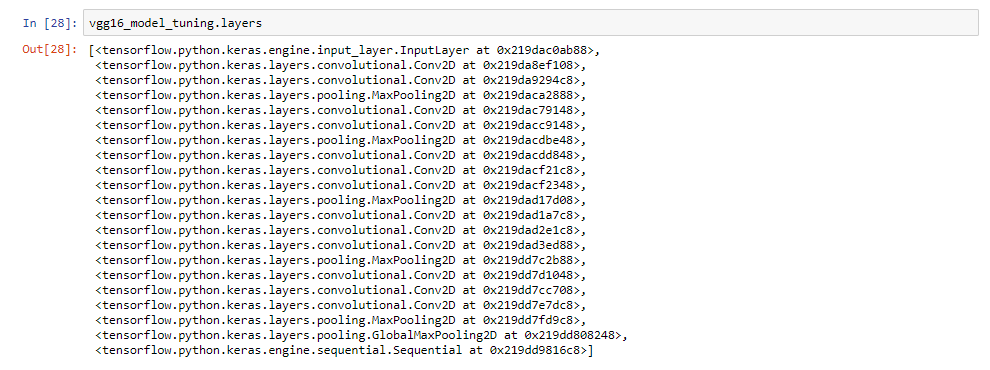 In [28]: vgg16_model_tuning.layers
Out[28]: [<tensorflow.python.keras.engine.input_layer.InputLayer at 0x219dac0ab88>,
<tensorflow.python.keras.layers.convolutional.Conv2D at 0x219da8ef108>,
<tensorflow.python.keras.layers.convolutional.Conv2D at 0x219da9294c8>,
<tensorflow.python.keras.layers.pooling.MaxPooling2D at 0x219daca2888>,
<tensorflow.python.keras.layers.convolutional.Conv2D at 0x219dac79148>,
<tensorflow.python.keras.layers.convolutional.Conv2D at 0x219dacc9148>,
<tensorflow.python.keras.layers.pooling.MaxPooling2D at 0x219dacdbe48>,
<tensorflow.python.keras.layers.convolutional.Conv2D at 0x219dacdd848>,
<tensorflow.python.keras.layers.convolutional.Conv2D at 0x219dacf21c8>,
<tensorflow.python.keras.layers.convolutional.Conv2D at 0x219dacf2348>,
<tensorflow.python.keras.layers.pooling.MaxPooling2D at 0x219dad17d08>,
<tensorflow.python.keras.layers.convolutional.Conv2D at 0x219dad1a7c8>,
<tensorflow.python.keras.layers.convolutional.Conv2D at 0x219dad2e1c8>,
<tensorflow.python.keras.layers.convolutional.Conv2D at 0x219dad3ed88>,
<tensorflow.python.keras.layers.pooling.MaxPooling2D at 0x219dd7c2b88>,
<tensorflow.python.keras.layers.convolutional.Conv2D at 0x219dd7d1048>,
<tensorflow.python.keras.layers.convolutional.Conv2D at 0x219dd7cc708>,
<tensorflow.python.keras.layers.convolutional.Conv2D at 0x219dd7e7dc8>,
<tensorflow.python.keras.layers.pooling.MaxPooling2D at 0x219dd7fd9c8>,
<tensorflow.python.keras.layers.pooling.GlobalMaxPooling2D at 0x219dd808248>,
<tensorflow.python.keras.engine.sequential.Sequential at 0x219dd9816c8>]